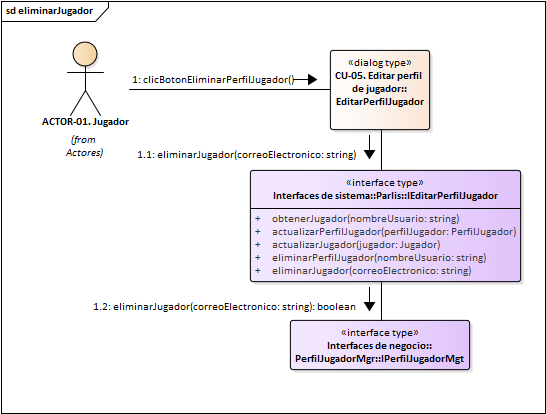 sd eliminarJugador
ACTOR-01. Jugador
(from
Actores)
1: clicBotonEliminarPerfilJugador()
«dialog type»
CU-05. Editar perfil
de jugador::
EditarPerfilJugador
1.1: eliminarJugador(correoElectronico: string)
«interface type»
Interfaces de sistema::Parlis::IEditarPerfilJugador
+ obtenerJugador(nombreUsuario: string)
+ actualizarPerfilJugador(perfilJugador: PerfilJugador)
+ actualizarJugador(jugador: Jugador)
+ eliminarPerfilJugador(nombreUsuario: string)
+ eliminarJugador(correoElectronico: string)
1.2: eliminarJugador(correoElectronico: string): boolean
«interface type»
Interfaces de negocio::
PerfilJugadorMgr::IPerfilJugadorMgt